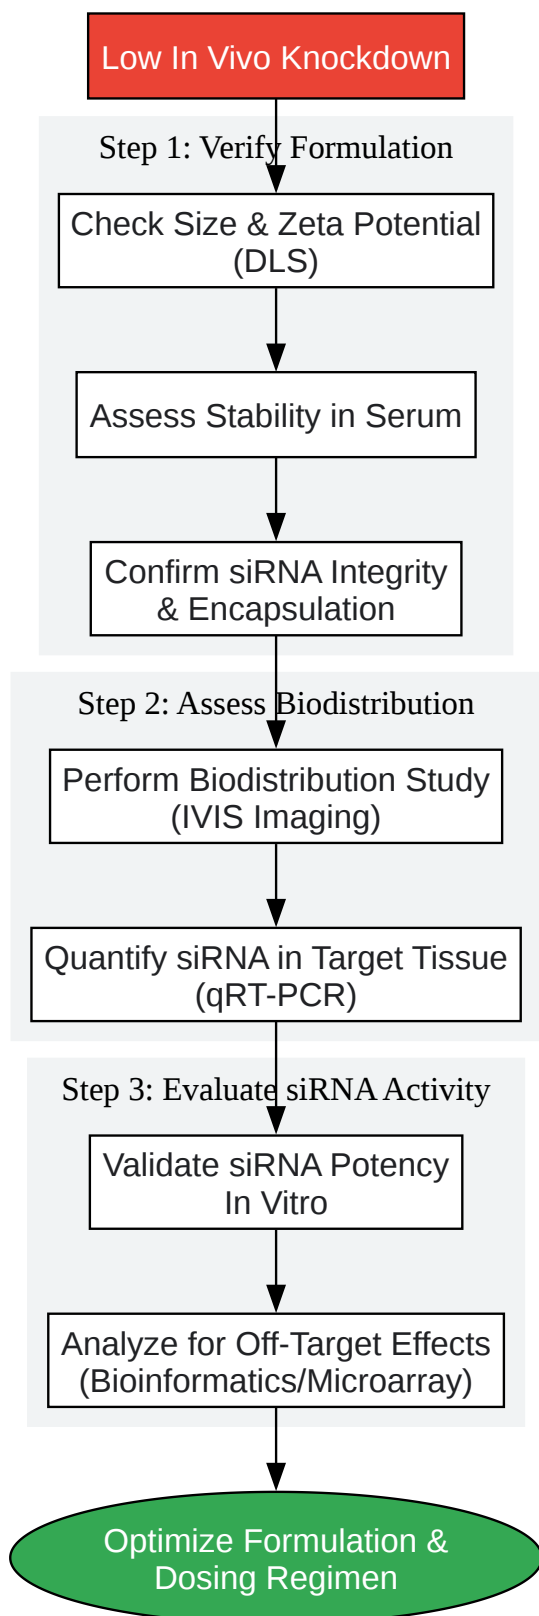 Low In Vivo Knockdown
Step 1: Verify Formulation
Check Size & Zeta Potential
(DLS)
Assess Stability in Serum
Confirm siRNA Integrity
& Encapsulation
Step 2: Assess Biodistribution
Perform Biodistribution Study
(IVIS Imaging)
Quantify siRNA in Target Tissue
(qRT-PCR)
Step 3: Evaluate siRNA Activity
Validate siRNA Potency
In Vitro
Analyze for Off-Target Effects
(Bioinformatics/Microarray)
Optimize Formulation &
Dosing Regimen